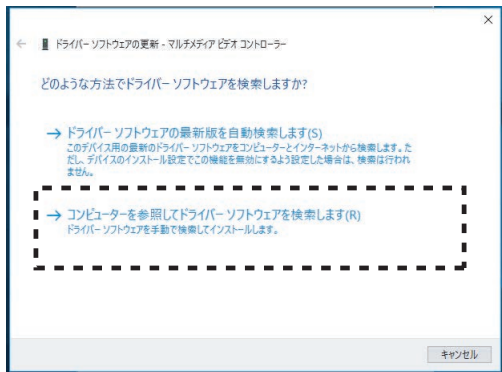 ドライバー ソフトウェアの更新 - マルチメディア ビデオ コントローラー
どのような方法でドライバー ソフトウェアを検索しますか?
→ ドライバー ソフトウェアの最新版を自動検索します(S)
このデバイス用の最新のドライバー ソフトウェアをコンピューターとインターネットから検索します。た
だし、デバイスのインストール設定でこの機能を無効にするよう設定した場合は、検索は行われ
ません。
→ コンピューターを参照してドライバー ソフトウェアを検索します(R)
ドライバー ソフトウェアを手動で検索してインストールします。
キャンセル